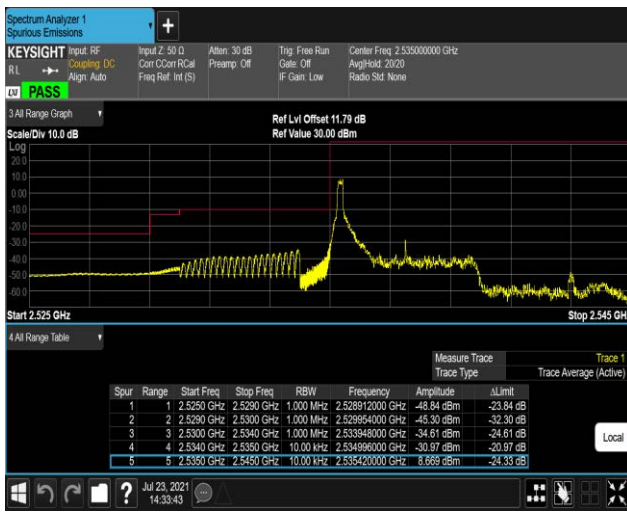 Spectrum Analyzer 1
Spurious Emissions
KEYSIGHT Input: RF Input Z: 50 Ω Atten: 30 dB Trig: Free Run Center Freq: 2.535000000 GHz
Coupling: DC Corr CCorr RCal Preamp: Off Gate: Off Avg|Hold: 20/20
RL Align: Auto Freq Ref: Int (S) IF Gain: Low Radio Std: None
LXI PASS
3 All Range Graph
Ref Lvl Offset 11.79 dB
Scale/Div 10.0 dB Ref Value 30.00 dBm
Log
20.0
10.0
0.00
-10.0
-20.0
-30.0
-40.0
-50.0
-60.0
Start 2.525 GHz Stop 2.545 GH
4 All Range Table
Measure Trace Trace 1
Trace Type Trace Average (Active)
Spur Range Start Freq Stop Freq RBW Frequency Amplitude ΔLimit
1 1 2.5250 GHz 2.5290 GHz 1.000 MHz 2.528912000 GHz -48.84 dBm -23.84 dB
2 2 2.5290 GHz 2.5300 GHz 1.000 MHz 2.529954000 GHz -45.30 dBm -32.30 dB
3 3 2.5300 GHz 2.5340 GHz 1.000 MHz 2.533948000 GHz -34.61 dBm -24.61 dB
4 4 2.5340 GHz 2.5350 GHz 10.00 kHz 2.534996000 GHz -30.97 dBm -20.97 dB
5 5 2.5350 GHz 2.5450 GHz 10.00 kHz 2.535420000 GHz 8.669 dBm -24.33 dB
Local
Jul 23, 2021
14:33:43